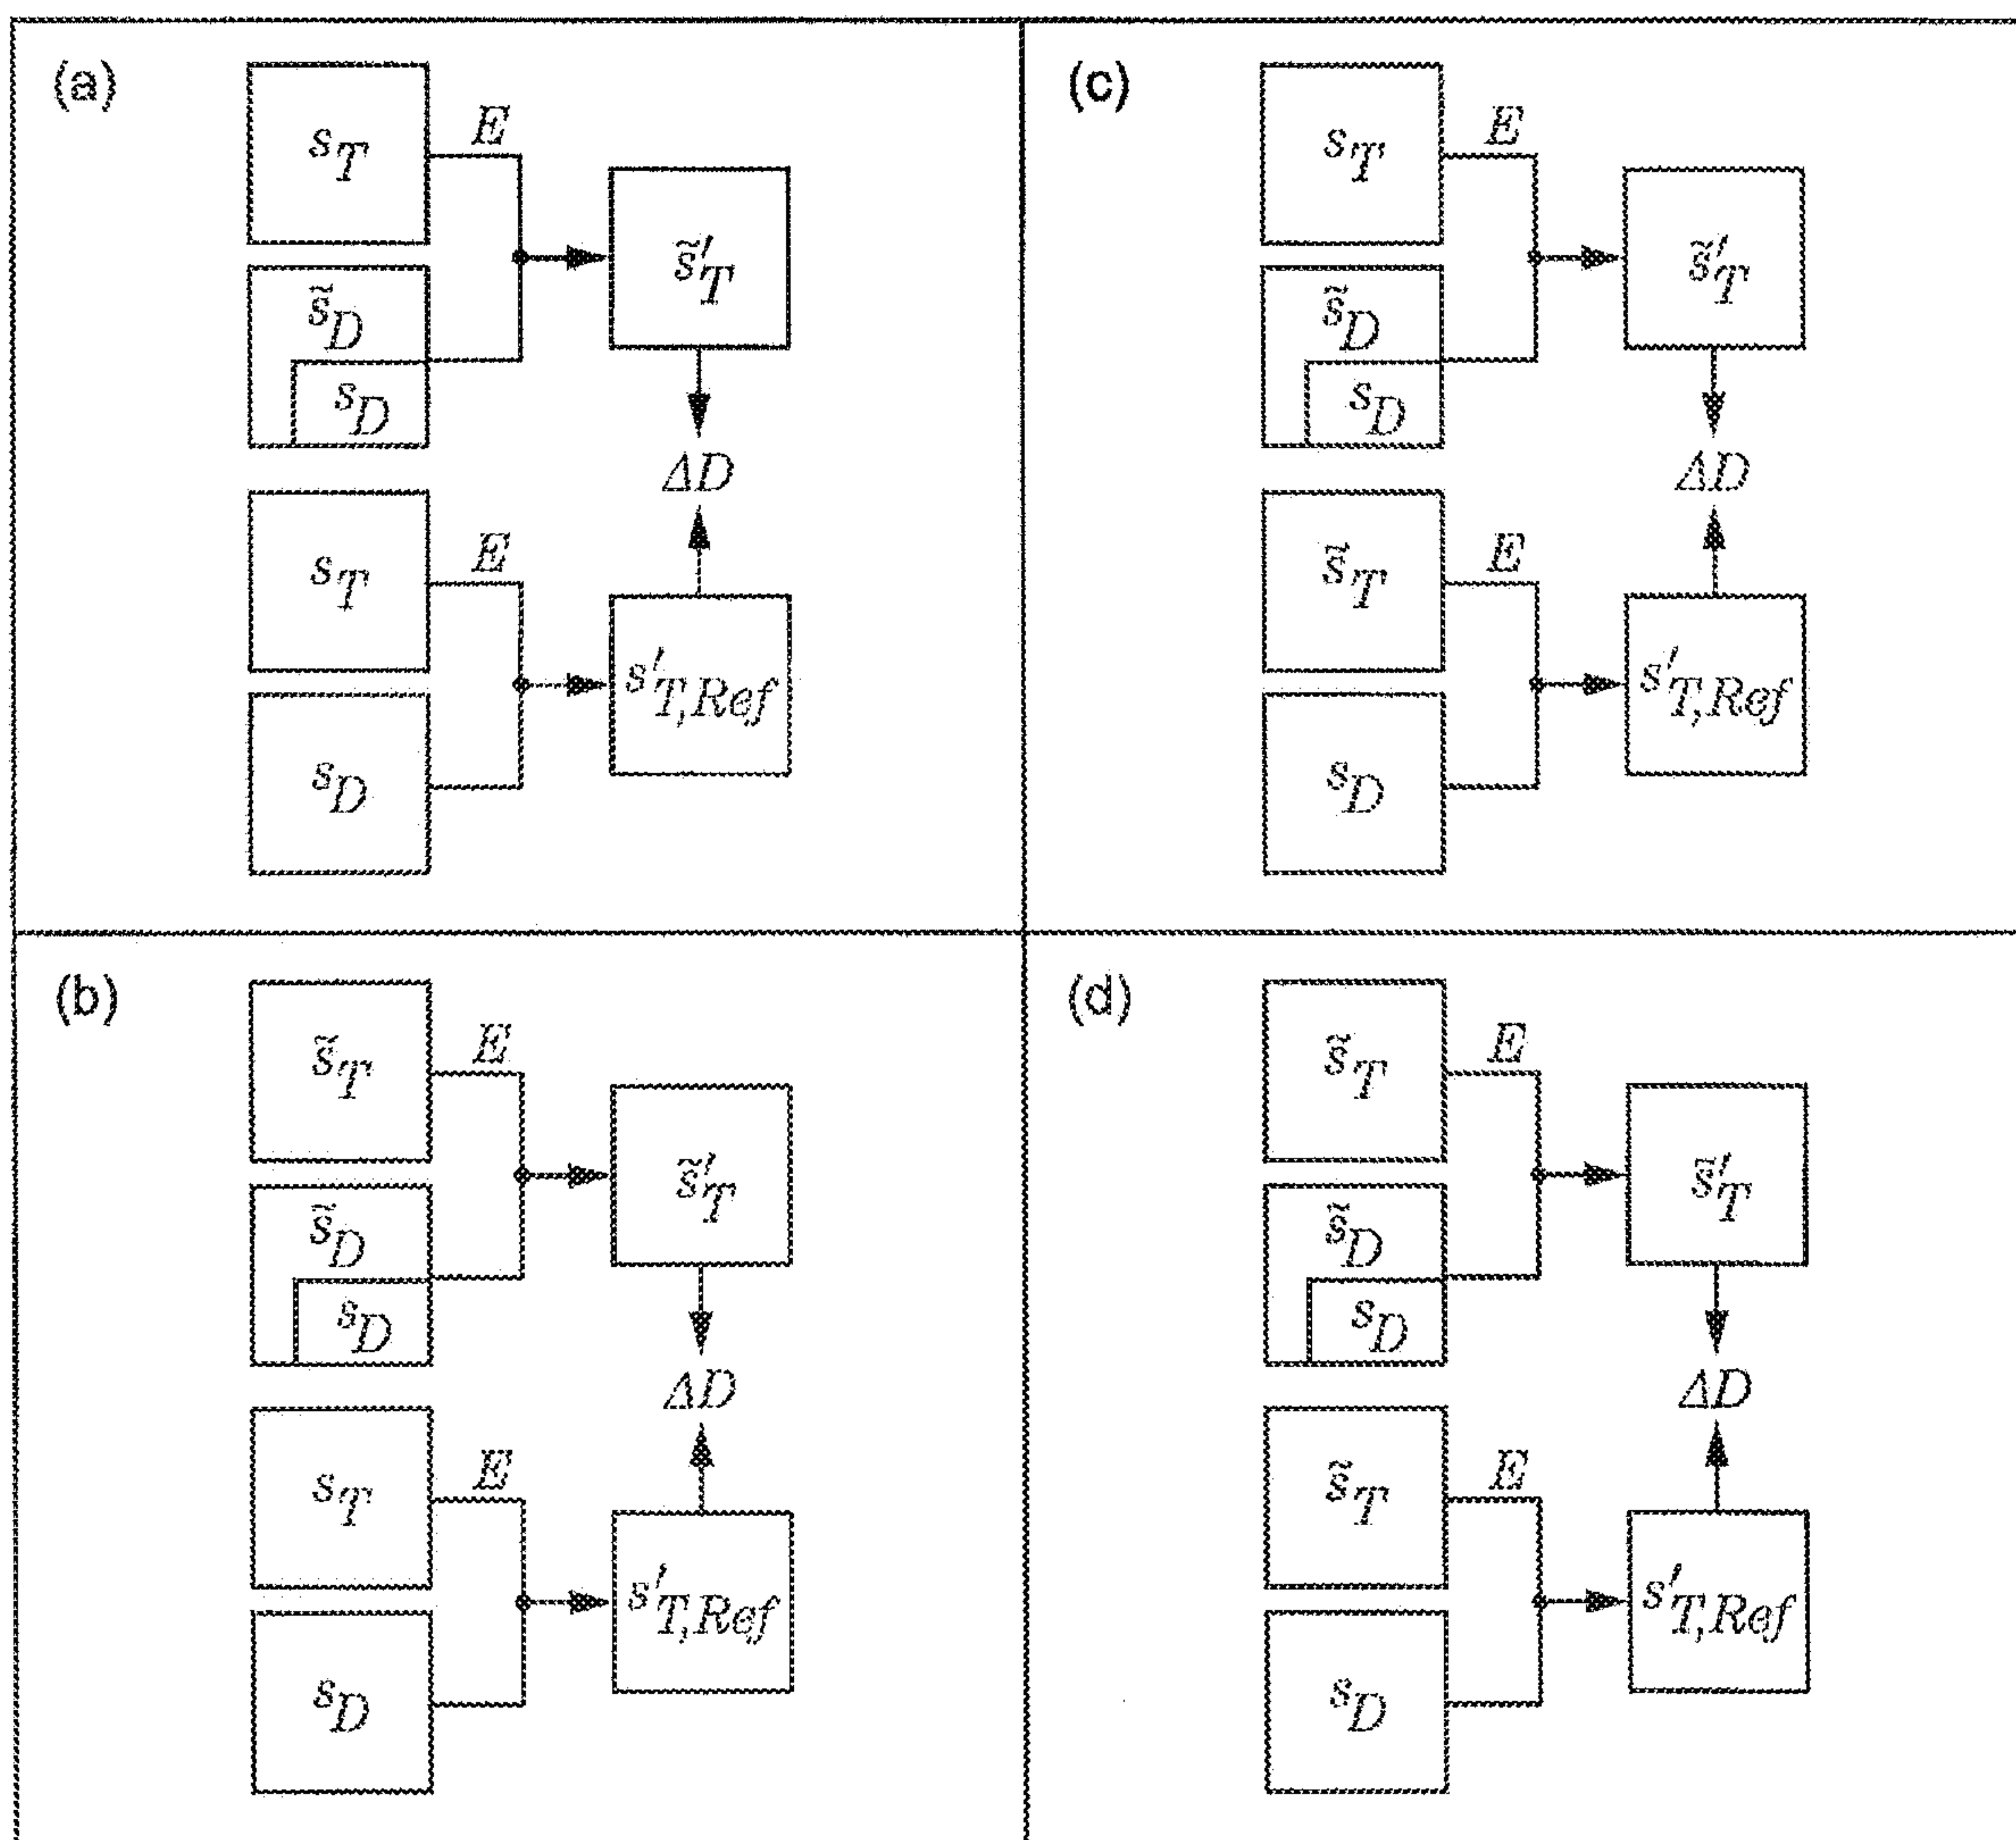 (a)
s_T
E
s̃_D
s_D
s̃'_T
ΔD
s_T
E
s_D
s'_T,Ref
(c)
s_T
E
s̃_D
s_D
s̃'_T
ΔD
s̃_T
E
s_D
s'_T,Ref
(b)
s̃_T
E
s̃_D
s_D
s̃'_T
ΔD
s_T
E
s_D
s'_T,Ref
(d)
s̃_T
E
s̃_D
s_D
s̃'_T
ΔD
s̃_T
E
s_D
s'_T,Ref